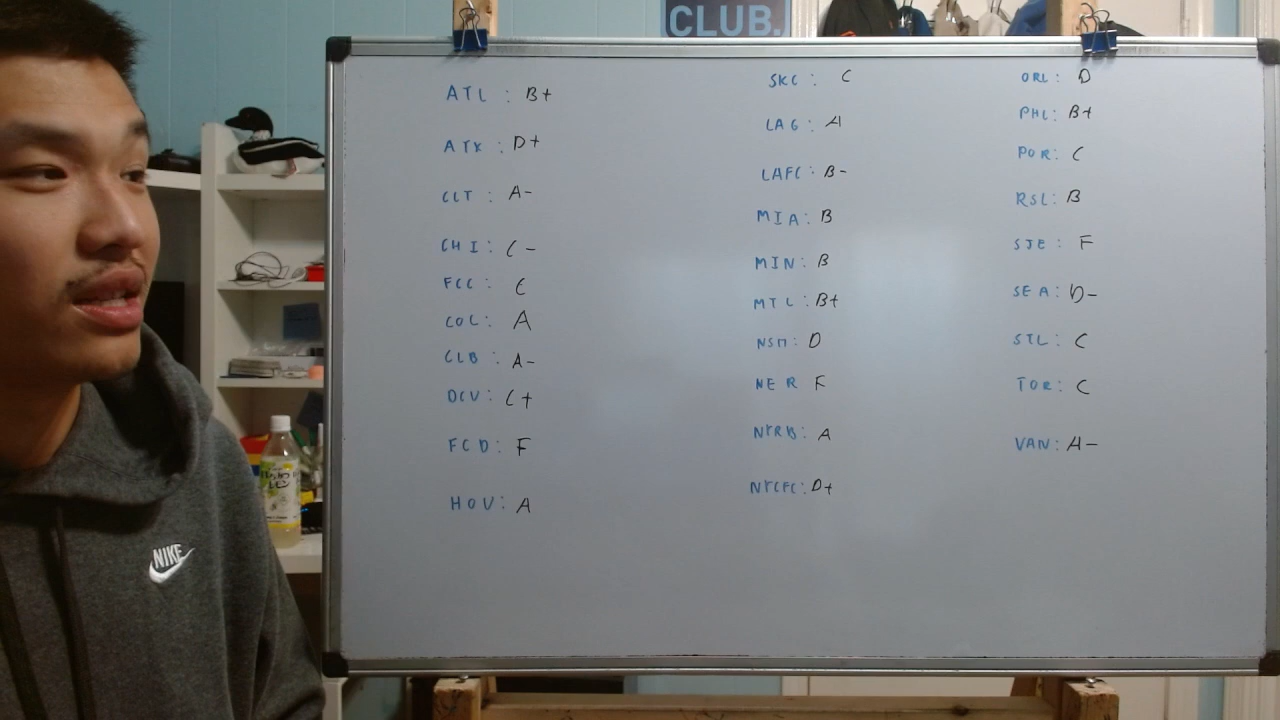 CLUB.
ATL : B+
ATX : D+
CLT : A-
CHI : C-
FCC : C
COL : A
CLB : A-
DCU : C+
FCD : F
HOU : A
SKC : C
LAG : A
LAFC : B-
MIA : B
MIN : B
MTL : B+
NSH : D
NER F
NYRB : A
NYCFC : D+
ORL : D
PHL : B+
POR : C
RSL : B
SJE : F
SEA : D-
STL : C
TOR : C
VAN : A-
NIKE